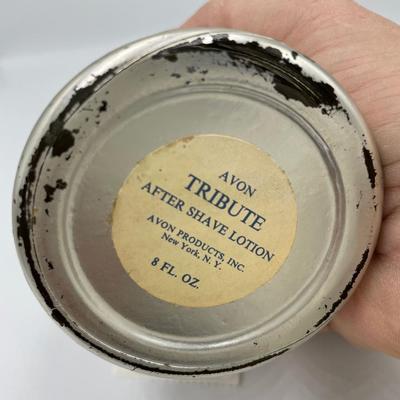 AVON
TRIBUTE
AFTER SHAVE LOTION
AVON PRODUCTS, INC.
New York, N. Y.
8 FL. OZ.